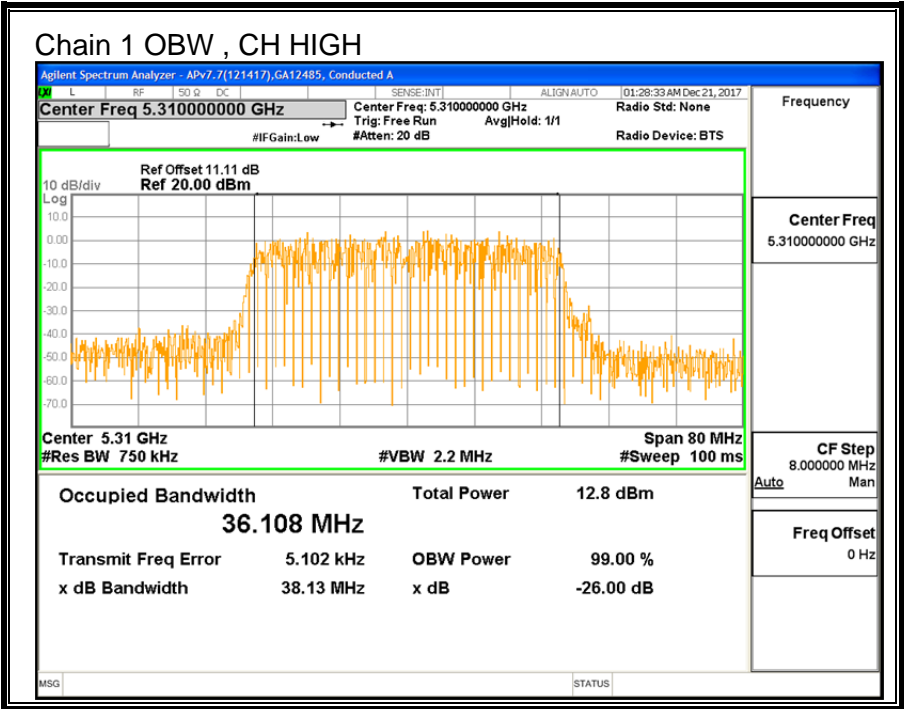 Chain 1 OBW , CH HIGH
Agilent Spectrum Analyzer - APv7.7(121417),GA12485, Conducted A
L RF 50 Ω DC SENSE:INT ALIGN AUTO 01:28:33 AM Dec 21, 2017
Center Freq 5.310000000 GHz
Center Freq: 5.310000000 GHz Radio Std: None
Trig: Free Run Avg|Hold: 1/1
#IFGain:Low #Atten: 20 dB Radio Device: BTS
Ref Offset 11.11 dB
10 dB/div Ref 20.00 dBm
Log
10.0
0.00
-10.0
-20.0
-30.0
-40.0
-50.0
-60.0
-70.0
Center 5.31 GHz Span 80 MHz
#Res BW 750 kHz #VBW 2.2 MHz #Sweep 100 ms
Occupied Bandwidth Total Power 12.8 dBm
36.108 MHz
Transmit Freq Error 5.102 kHz OBW Power 99.00 %
x dB Bandwidth 38.13 MHz x dB -26.00 dB
MSG STATUS
Frequency
Center Freq
5.310000000 GHz
CF Step
8.000000 MHz
Auto Man
Freq Offset
0 Hz